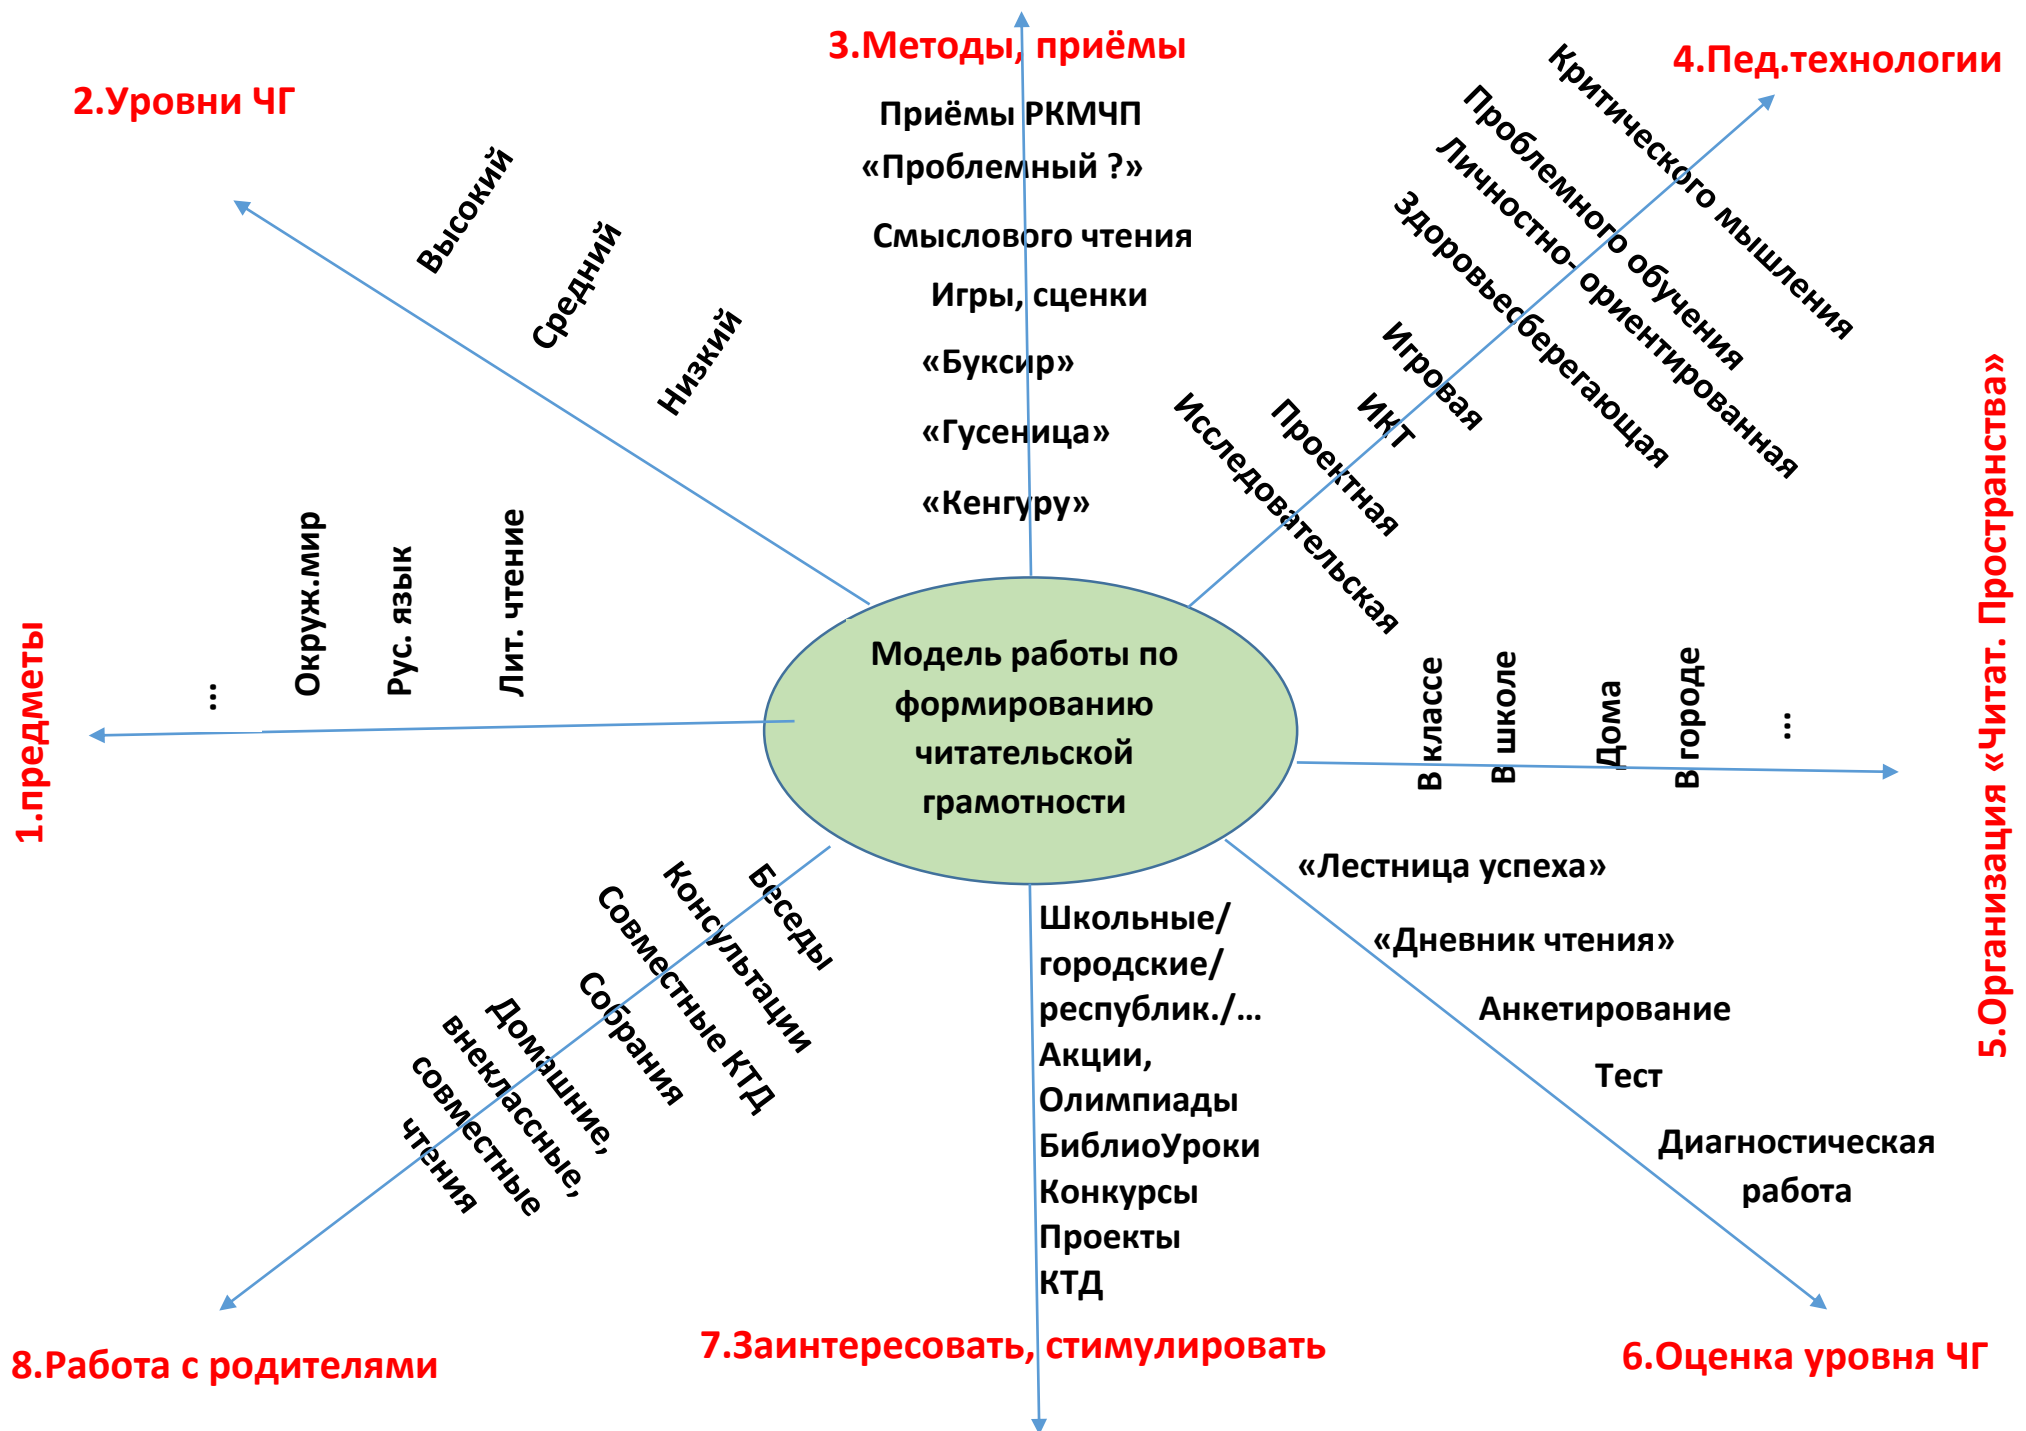 3.Методы, приёмы
4.Пед.технологии
2.Уровни ЧГ
Высокий
Средний
Низкий
Приёмы РКМЧП
«Проблемный ?»
Смыслового чтения
Игры, сценки
«Буксир»
«Гусеница»
«Кенгуру»
Критического мышления
Проблемного обучения
Личностно- ориентированная
Здоровьесберегающая
Игровая
ИКТ
Проектная
Исследовательская
1.предметы
...
Окруж.мир
Рус. язык
Лит. чтение
Модель работы по
формированию
читательской
грамотности
В классе
В школе
Дома
В городе
...
5.Организация «Читат. Пространства»
«Лестница успеха»
«Дневник чтения»
Анкетирование
Тест
Диагностическая
работа
6.Оценка уровня ЧГ
Школьные/
городские/
республик./...
Акции,
Олимпиады
БиблиоУроки
Конкурсы
Проекты
КТД
7.Заинтересовать, стимулировать
Беседы
Консультации
Совместные КТД
Собрания
Домашние,
внеклассные,
совместные
чтения
8.Работа с родителями